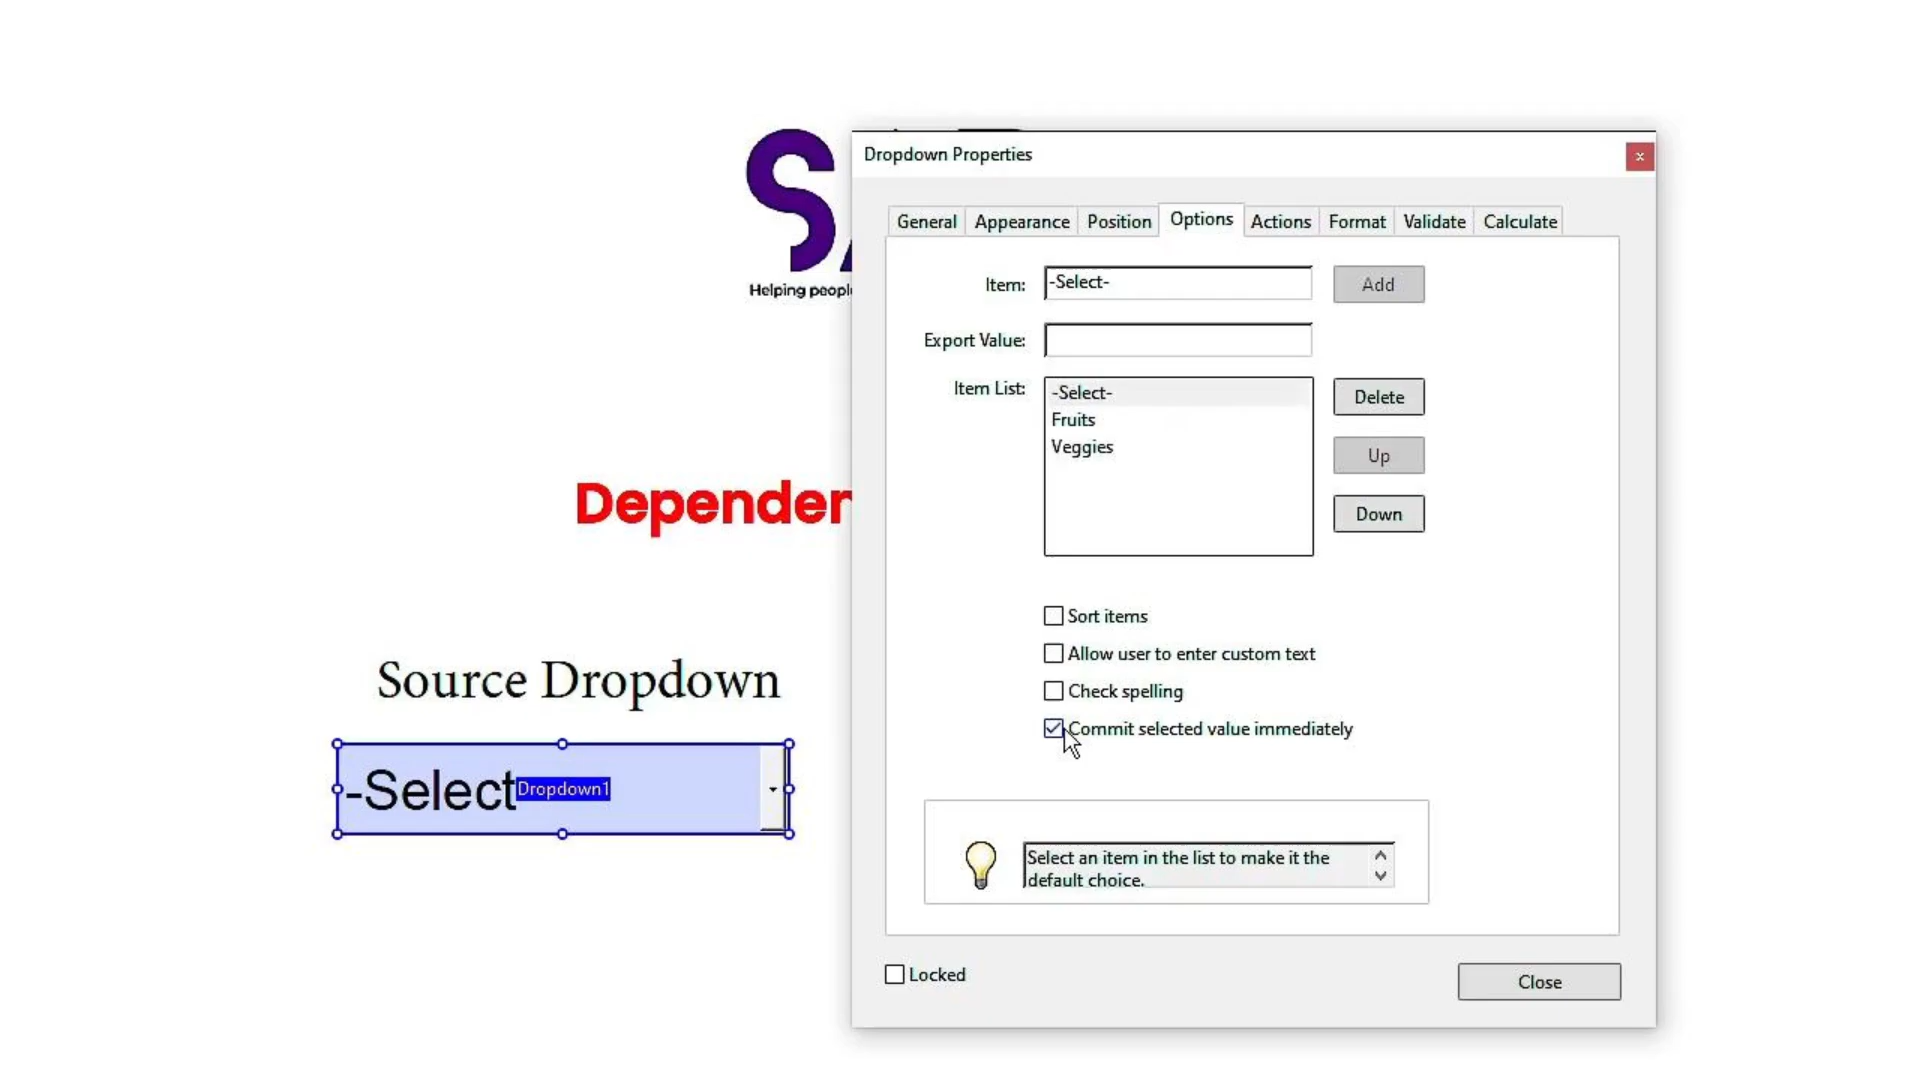 Helping people
Dropdown Properties
x
General Appearance Position Options Actions Format Validate Calculate
Item: -Select- Add
Export Value:
Item List: -Select- Delete
Fruits
Veggies
Up
Down
Sort items
Allow user to enter custom text
Check spelling
Commit selected value immediately
Select an item in the list to make it the
default choice.
Locked
Close
Dependen
Source Dropdown
-Select Dropdown1